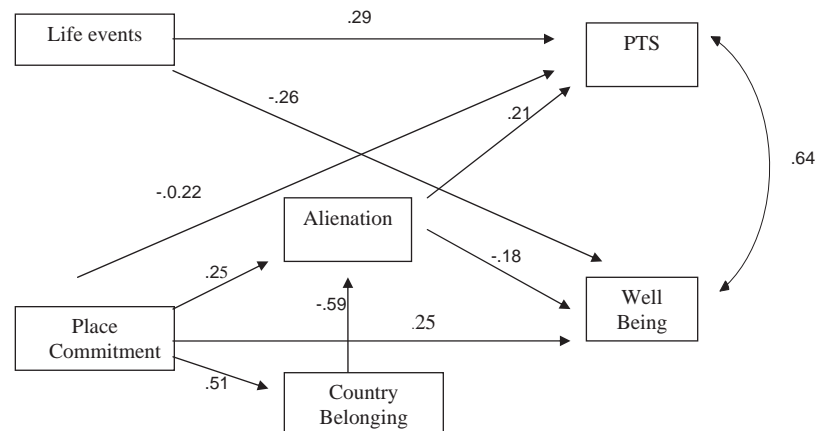 Life events
.29
PTS
-.26
.21
.64
-.0.22
Alienation
.25
-.18
Well
Being
-.59
.25
Place
Commitment
.51
Country
Belonging